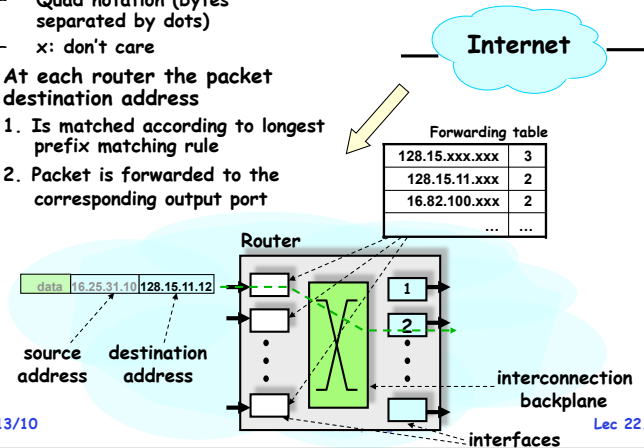 – Quad notation (bytes
separated by dots)
– x: don't care
At each router the packet
destination address
1. Is matched according to longest
prefix matching rule
2. Packet is forwarded to the
corresponding output port
Internet
Forwarding table
128.15.xxx.xxx 3
128.15.11.xxx 2
16.82.100.xxx 2
... ...
Router
data 16.25.31.10 128.15.11.12
1
2
source
address
destination
address
interconnection
backplane
interfaces
13/10
Lec 22